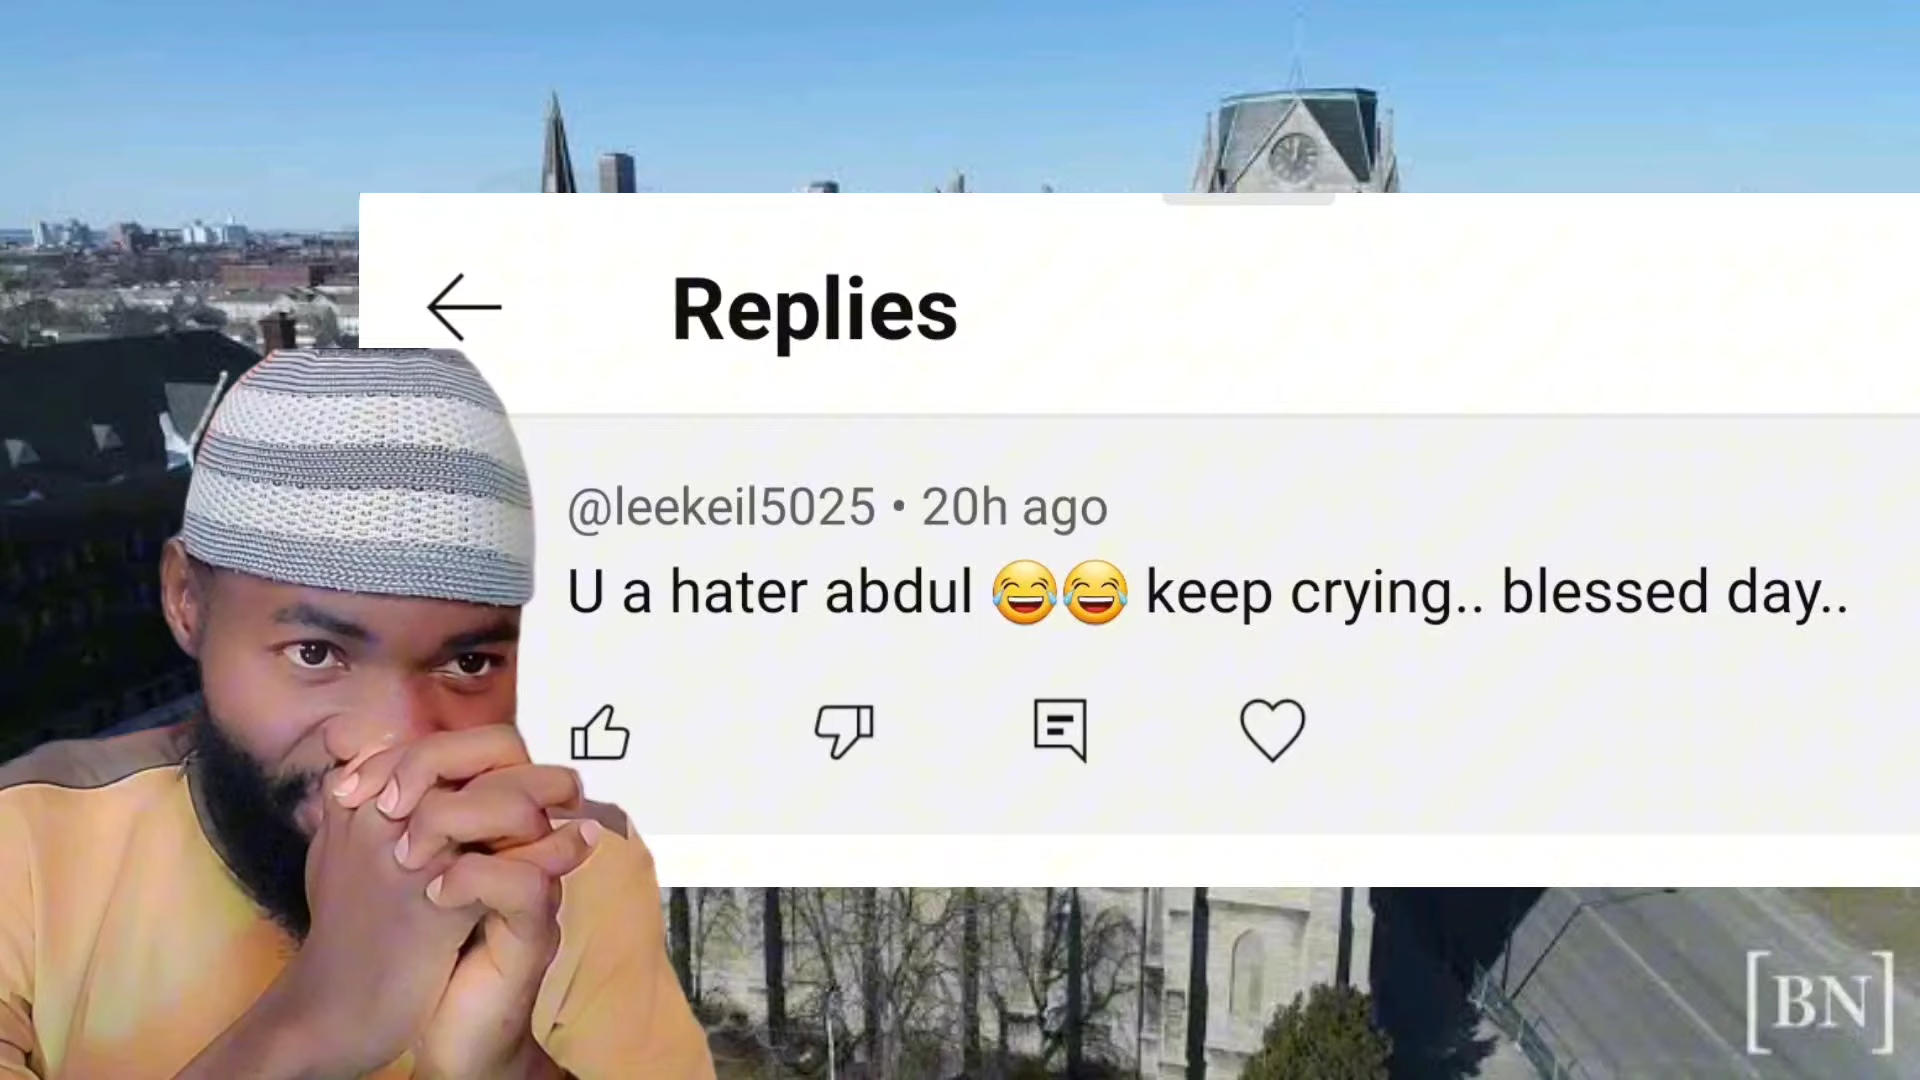 Replies
@leekeil5025 • 20h ago
U a hater abdul 😂😂 keep crying.. blessed day..
[BN]